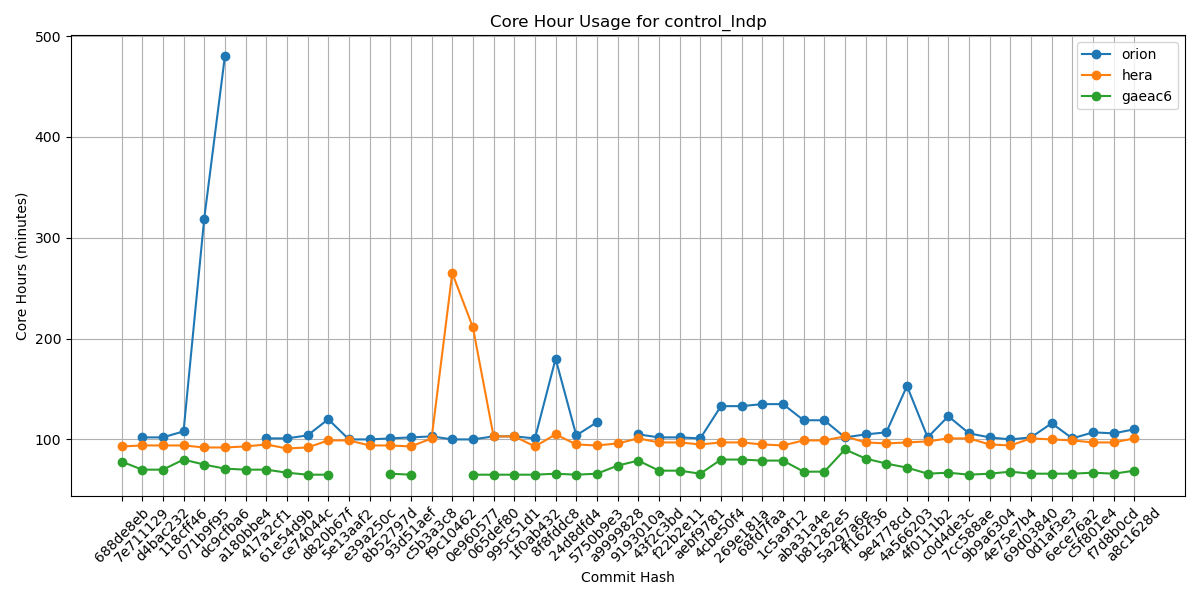 Core Hour Usage for control_lndp
orion
hera
gaeac6
Core Hours (minutes)
500
400
300
200
100
688de8eb
7e711129
d4bac232
118cff46
071b9f95
dc9cfba6
a180bbe4
417a2cf1
61e54d9b
ce74044c
d820b67f
5e13aaf2
e39a250c
8b52797d
93d51aef
c5b3a3c8
f9c10462
0e960577
065def80
995c51d1
1f0ab432
8f8fdfc8
24d8dfd4
5750b9e3
a9999828
9193010a
43f253bd
f22b2e11
aebf9781
4cbe50f4
269e181a
68fd7faa
1c5a9f12
aba31a4e
b81282e5
5a297a6e
ff162f36
9e4778cd
4a566203
4f0111b2
c0d4de3c
7cc588ae
9b9a6304
4e75e7b4
69d03840
0d1af3e3
6ece76a2
c5f801e4
f7d8b0cd
a8c1628d
Commit Hash